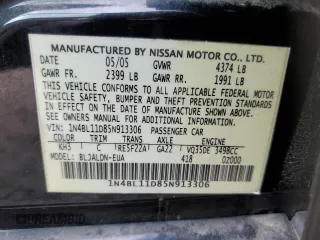 MANUFACTURED BY NISSAN MOTOR CO., LTD.
DATE 05/05 GVWR 4374 LB
GAWR FR 2399 LB GAWR RR 1991 LB
THIS VEHICLE CONFORMS TO ALL APPLICABLE FEDERAL MOTOR
VEHICLE SAFETY, BUMPER, AND THEFT PREVENTION STANDARDS
IN EFFECT ON THE DATE OF MANUFACTURE SHOWN ABOVE.
SEE OWNERS MANUAL FOR ADDITIONAL INFORMATION
VIN: 1N4BL11D85N913306 PASSENGER CAR
COLOR TRIM TRANS AXLE ENGINE
KH3 C RE5F22A GA22 VQ35DE 3498CC
MODEL: BLJALDN-EUA 418 0Z000
1N4BL11D85N913306